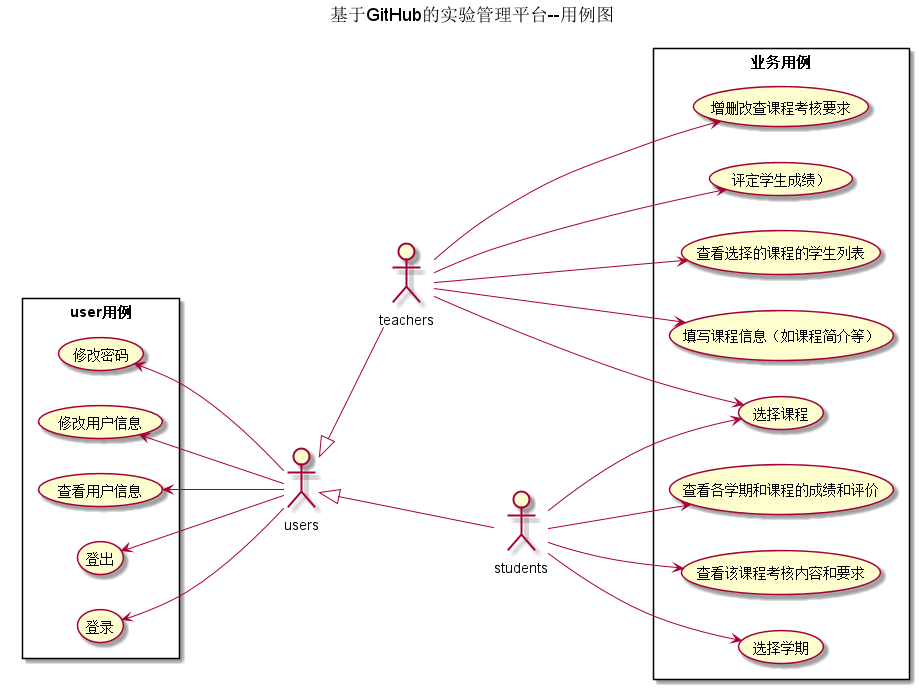 基于GitHub的实验管理平台--用例图
业务用例
增删改查课程考核要求
评定学生成绩）
查看选择的课程的学生列表
填写课程信息（如课程简介等）
选择课程
查看各学期和课程的成绩和评价
查看该课程考核内容和要求
选择学期
teachers
students
users
user用例
修改密码
修改用户信息
查看用户信息
登出
登录